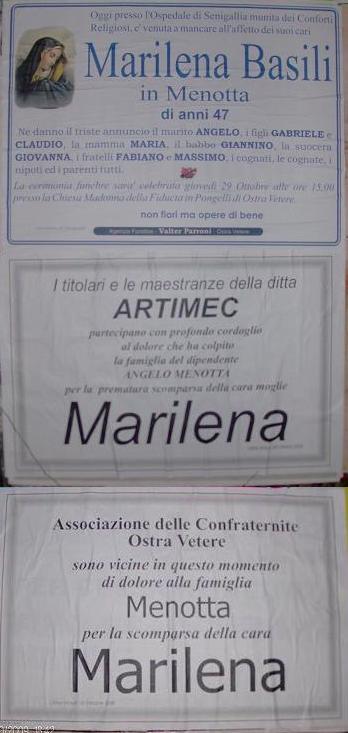 Oggi presso l'Ospedale di Senigallia munita dei Conforti
Religiosi, e' venuta a mancare all'affetto dei suoi cari
Marilena Basili
in Menotta
di anni 47
Ne danno il triste annuncio il marito ANGELO, i figli GABRIELE e
CLAUDIO, la mamma MARIA, il babbo GIANNINO, la suocera
GIOVANNA, i fratelli FABIANO e MASSIMO, i cognati, le cognate, i
nipoti ed i parenti tutti.
La cerimonia funebre sara' celebrata giovedì 29 Ottobre alle ore 15,00
presso la Chiesa Madonna della Fiducia in Pongelli di Ostra Vetere.
non fiori ma opere di bene
Agenzia Funebre - Valter Parroni - Ostra Vetere
I titolari e le maestranze della ditta
ARTIMEC
partecipano con profondo cordoglio
al dolore che ha colpito
la famiglia del dipendente
ANGELO MENOTTA
per la prematura scomparsa della cara moglie
Marilena
Associazione delle Confraternite
Ostra Vetere
sono vicine in questo momento
di dolore alla famiglia
Menotta
per la scomparsa della cara
Marilena